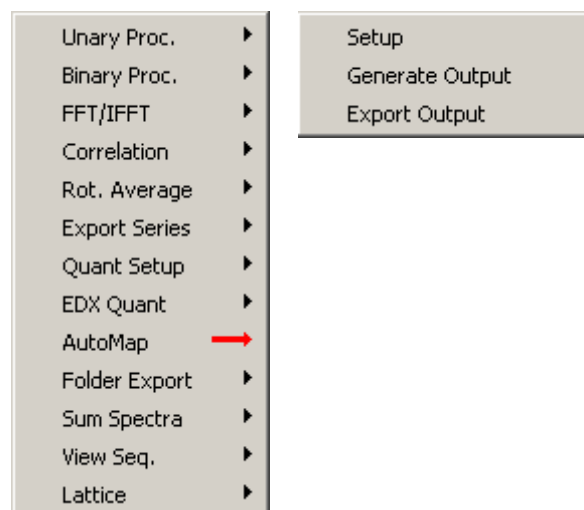 Unary Proc.
Binary Proc.
FFT/IFFT
Correlation
Rot. Average
Export Series
Quant Setup
EDX Quant
AutoMap
Folder Export
Sum Spectra
View Seq.
Lattice
Setup
Generate Output
Export Output